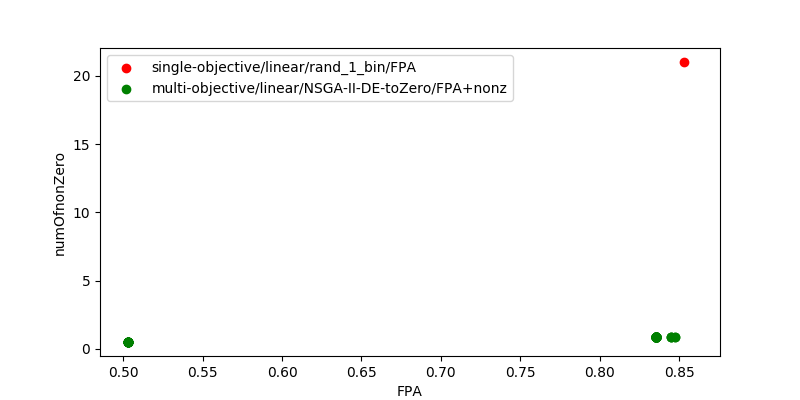 single-objective/linear/rand_1_bin/FPA
multi-objective/linear/NSGA-II-DE-toZero/FPA+nonz
numOfnonZero
20
15
10
5
0
0.50 0.55 0.60 0.65 0.70 0.75 0.80 0.85
FPA